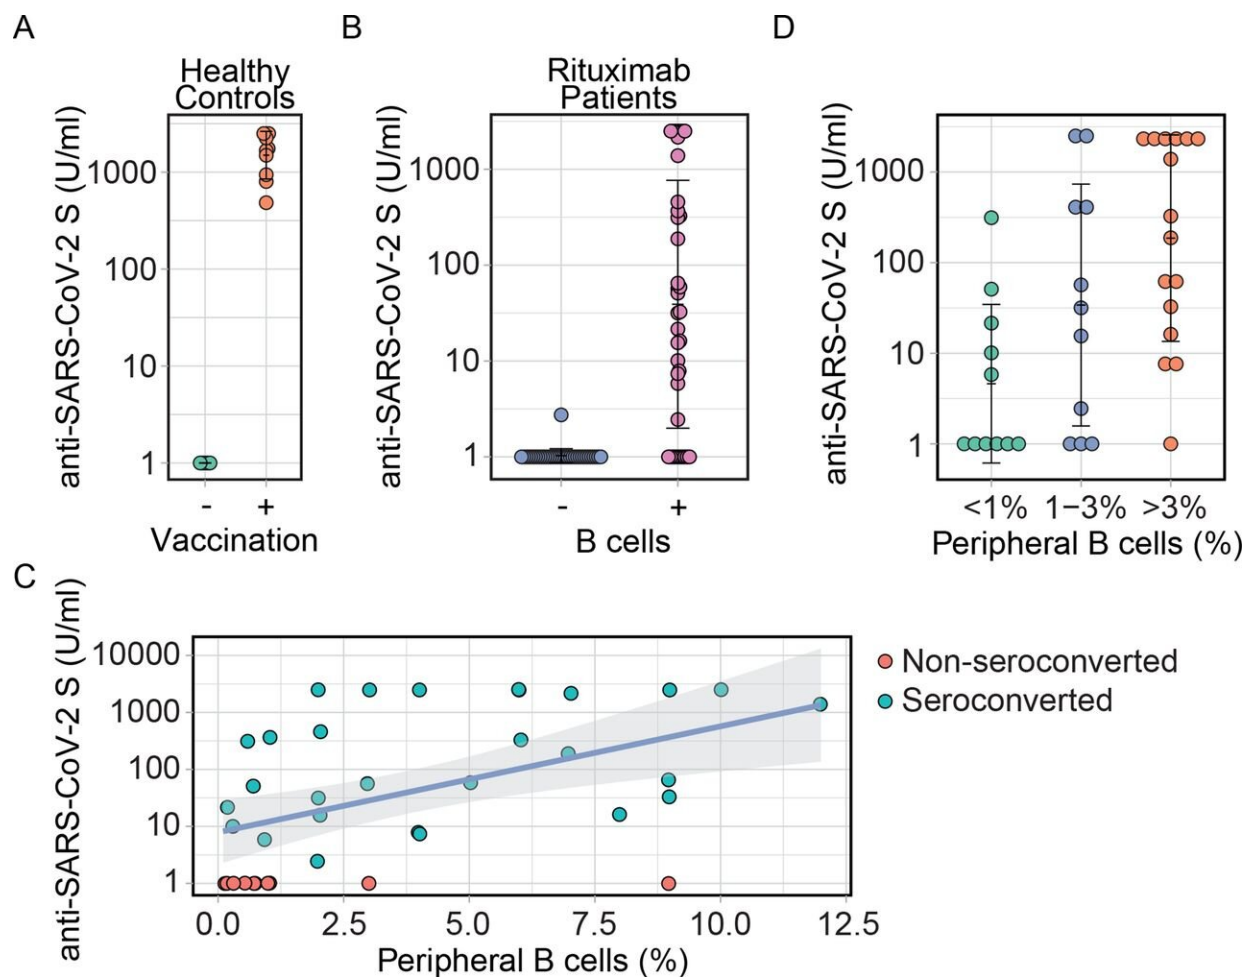 A
Healthy
Controls
anti-SARS-CoV-2 S (U/ml)
1000
100
10
1
- +
Vaccination
B
Rituximab
Patients
anti-SARS-CoV-2 S (U/ml)
1000
100
10
1
- +
B cells
D
anti-SARS-CoV-2 S (U/ml)
1000
100
10
1
<1% 1–3% >3%
Peripheral B cells (%)
C
anti-SARS-CoV-2 S (U/ml)
10000
1000
100
10
1
0.0 2.5 5.0 7.5 10.0 12.5
Peripheral B cells (%)
Non-seroconverted
Seroconverted